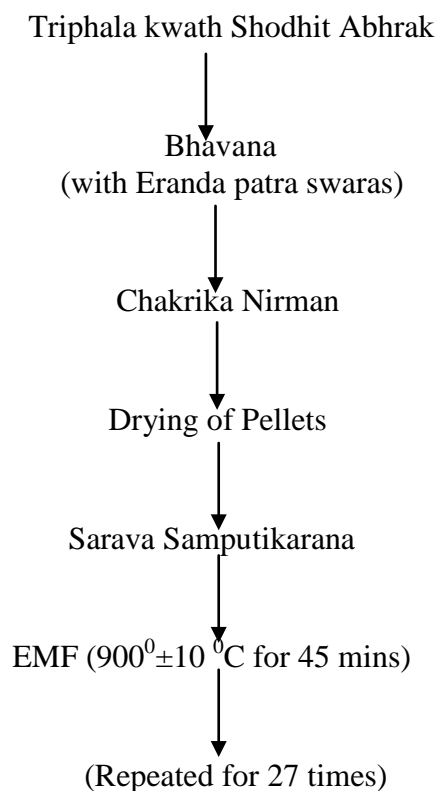 Triphala kwath Shodhit Abhrak
Bhavana
(with Eranda patra swaras)
Chakrika Nirman
Drying of Pellets
Sarava Samputikarana
EMF (900⁰±10 ⁰C for 45 mins)
(Repeated for 27 times)